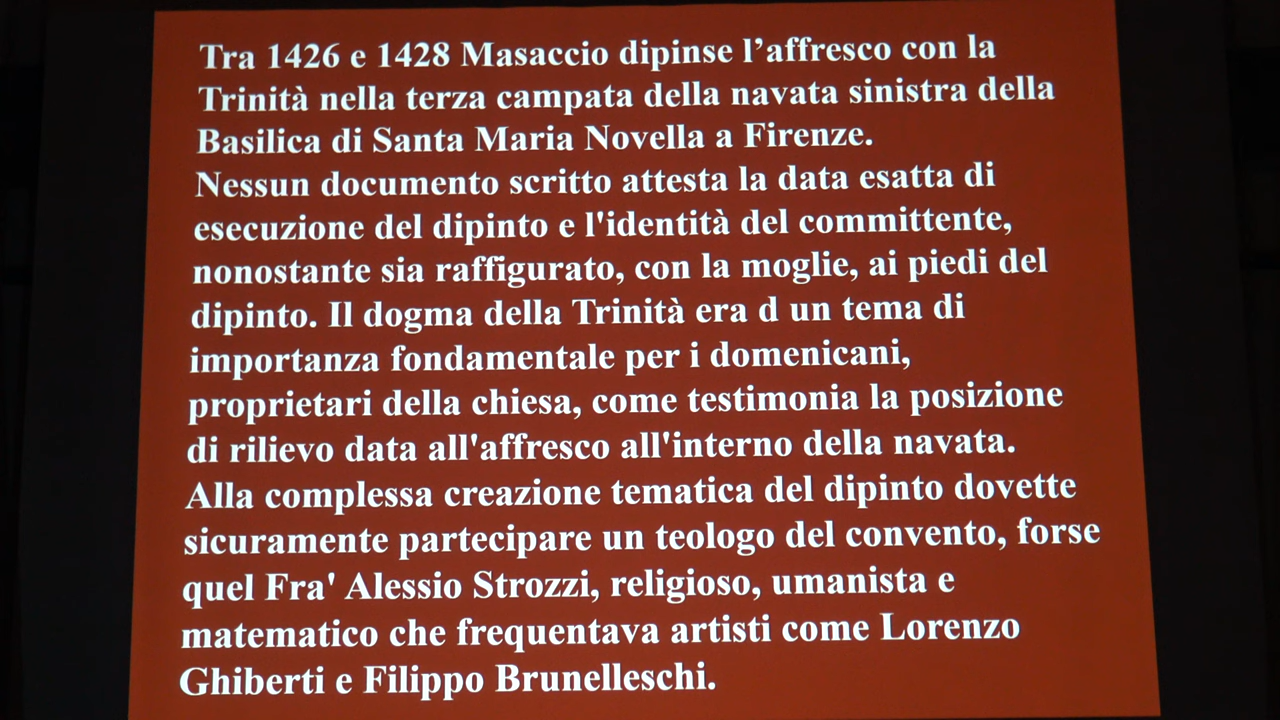 Tra 1426 e 1428 Masaccio dipinse l’affresco con la
Trinità nella terza campata della navata sinistra della
Basilica di Santa Maria Novella a Firenze.
Nessun documento scritto attesta la data esatta di
esecuzione del dipinto e l'identità del committente,
nonostante sia raffigurato, con la moglie, ai piedi del
dipinto. Il dogma della Trinità era d un tema di
importanza fondamentale per i domenicani,
proprietari della chiesa, come testimonia la posizione
di rilievo data all'affresco all'interno della navata.
Alla complessa creazione tematica del dipinto dovette
sicuramente partecipare un teologo del convento, forse
quel Fra' Alessio Strozzi, religioso, umanista e
matematico che frequentava artisti come Lorenzo
Ghiberti e Filippo Brunelleschi.